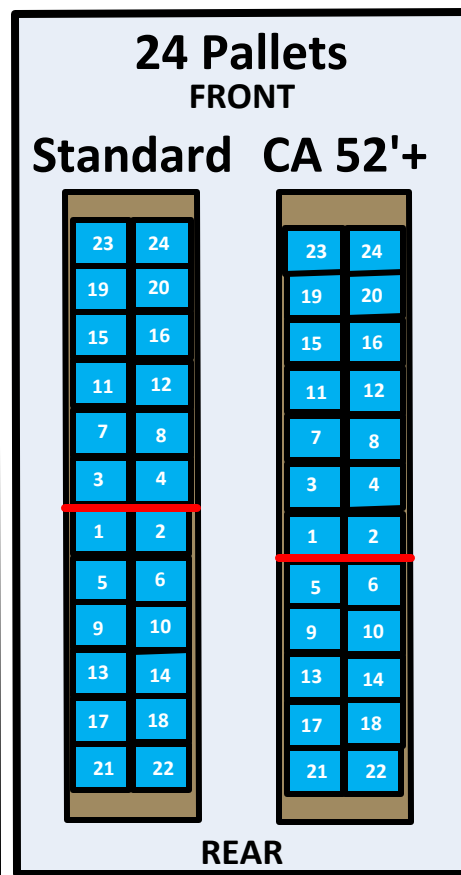 24 Pallets
FRONT
Standard CA 52'+
23 24 23 24
19 20 19 20
15 16 15 16
11 12 11 12
7 8 7 8
3 4 3 4
1 2 1 2
5 6 5 6
9 10 9 10
13 14 13 14
17 18 17 18
21 22 21 22
REAR